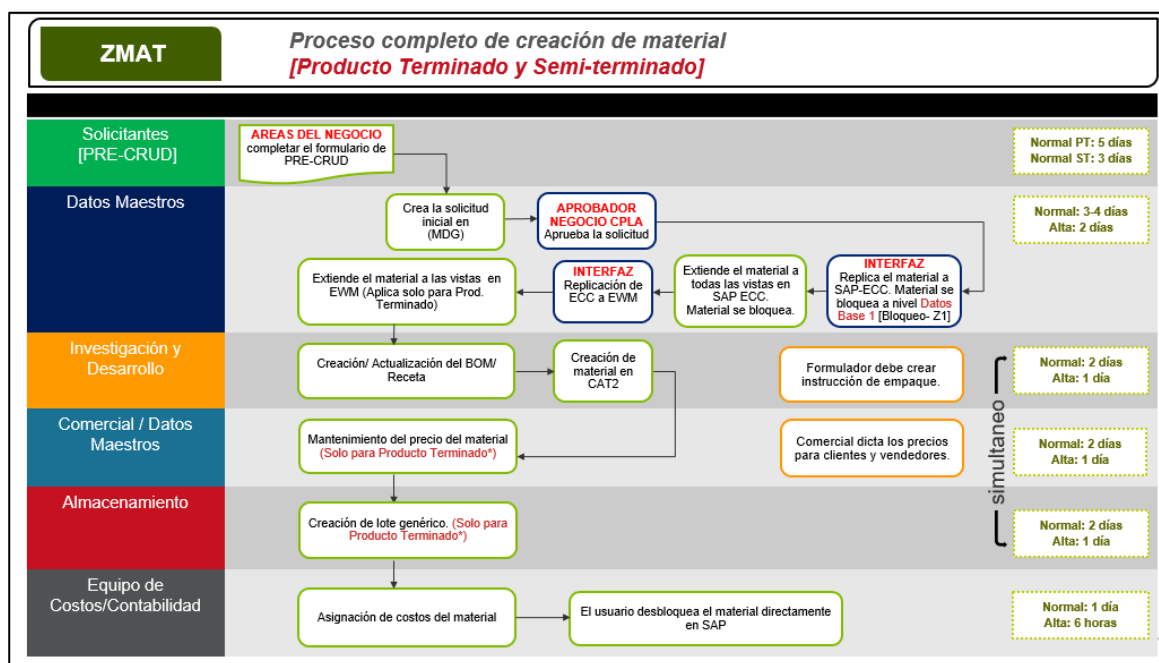 ZMAT
Proceso completo de creación de material
[Producto Terminado y Semi-terminado]
Solicitantes
[PRE-CRUD]
AREAS DEL NEGOCIO
completar el formulario de
PRE-CRUD
Normal PT: 5 días
Normal ST: 3 días
Datos Maestros
Crea la solicitud
inicial en
(MDG)
APROBADOR
NEGOCIO CPLA
Aprueba la solicitud
Normal: 3-4 días
Alta: 2 días
Extiende el material a las vistas en
EWM (Aplica solo para Prod.
Terminado)
INTERFAZ
Replicación de
ECC a EWM
Extiende el material a
todas las vistas en
SAP ECC.
Material se bloquea.
INTERFAZ
Replica el material a
SAP-ECC. Material se
bloquea a nivel Datos
Base 1 [Bloqueo- Z1]
Investigación y
Desarrollo
Creación/ Actualización del BOM/
Receta
Creación de
material en
CAT2
Formulador debe crear
instrucción de empaque.
Normal: 2 días
Alta: 1 día
simultaneo
Comercial / Datos
Maestros
Mantenimiento del precio del material
(Solo para Producto Terminado*)
Comercial dicta los precios
para clientes y vendedores.
Normal: 2 días
Alta: 1 día
Almacenamiento
Creación de lote genérico. (Solo para
Producto Terminado*)
Normal: 2 días
Alta: 1 día
Equipo de
Costos/Contabilidad
Asignación de costos del material
El usuario desbloquea el material directamente
en SAP
Normal: 1 día
Alta: 6 horas